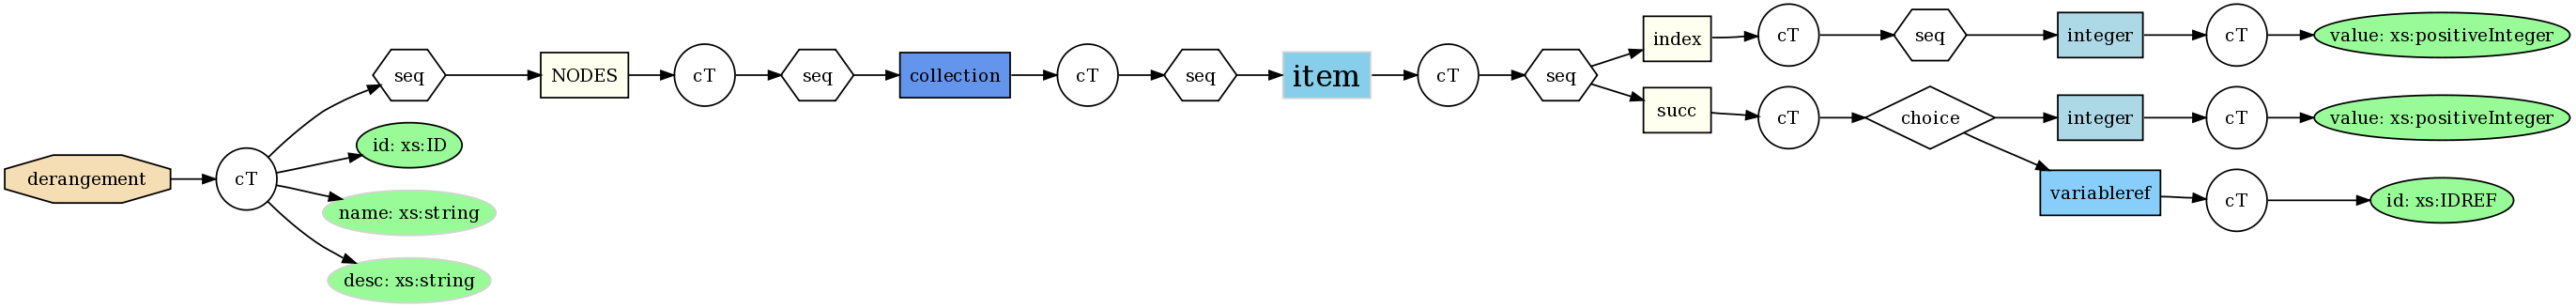 derangement
cT
seq
id: xs:ID
name: xs:string
desc: xs:string
NODES
cT
seq
collection
cT
seq
item
cT
seq
index
cT
seq
integer
cT
value: xs:positiveInteger
succ
cT
choice
integer
cT
value: xs:positiveInteger
variableref
cT
id: xs:IDREF